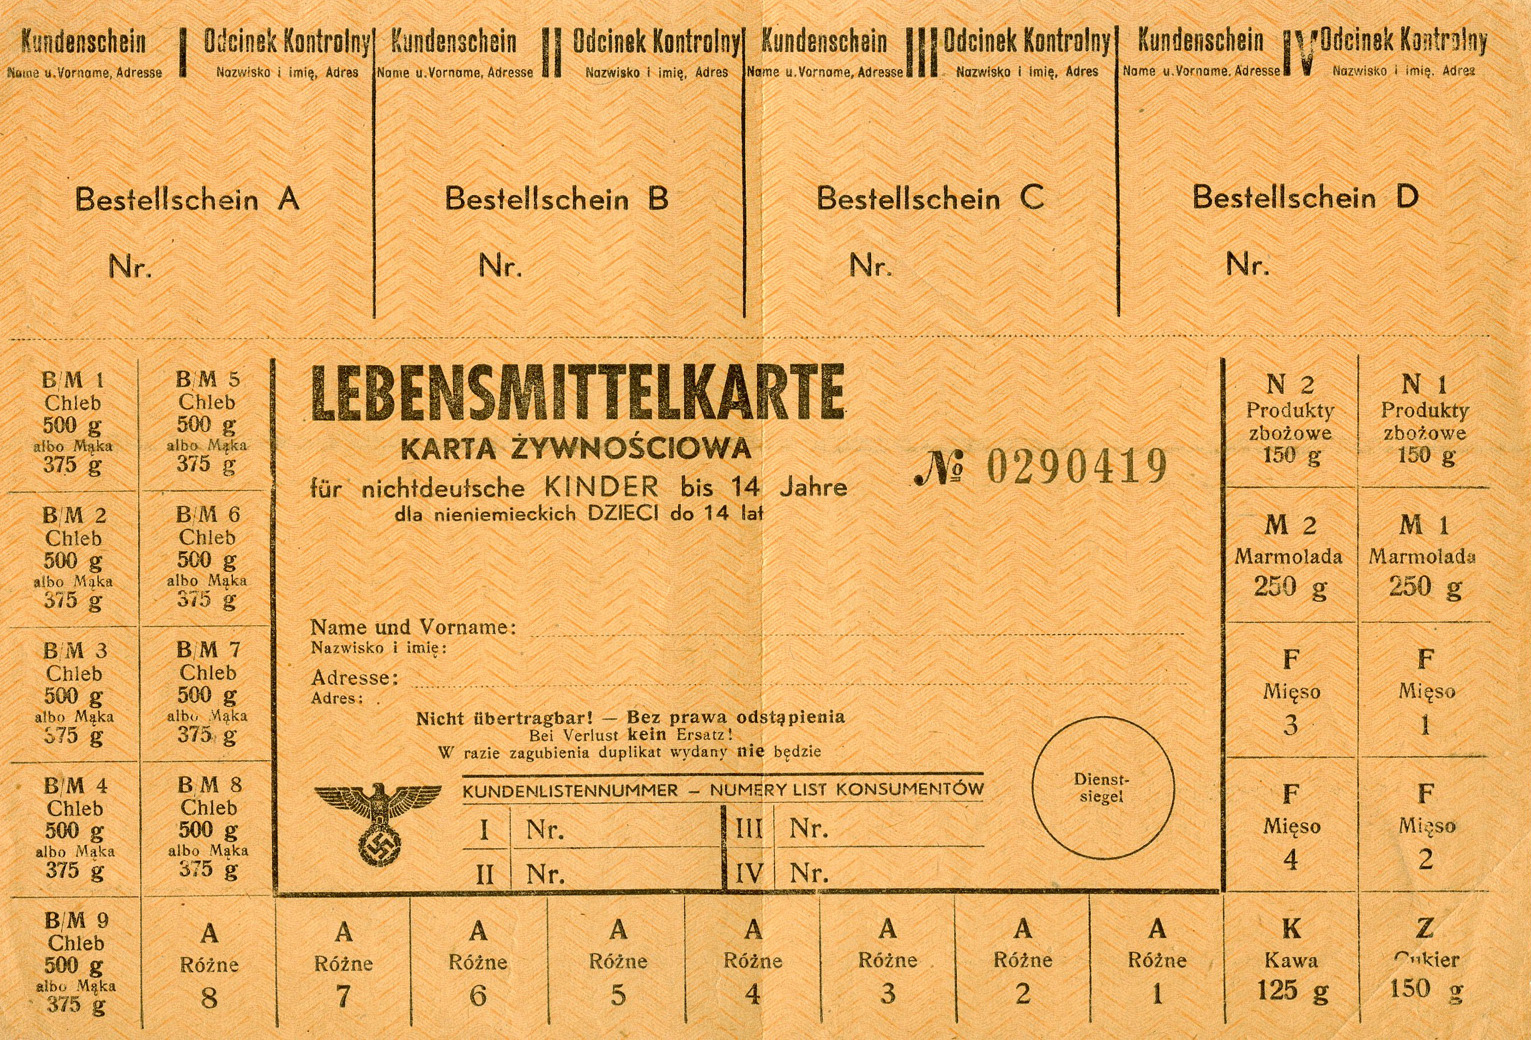 Kundenschein I Odcinek Kontrolny
Name u. Vorname, Adresse Nazwisko i imię, Adres
Bestellschein A
Nr.
Kundenschein II Odcinek Kontrolny
Name u. Vorname, Adresse Nazwisko i imię, Adres
Bestellschein B
Nr.
Kundenschein III Odcinek Kontrolny
Name u. Vorname, Adresse Nazwisko i imię, Adres
Bestellschein C
Nr.
Kundenschein IV Odcinek Kontrolny
Name u. Vorname, Adresse Nazwisko i imię. Adres
Bestellschein D
Nr.
B/M 1
Chleb
500 g
albo Mąka
375 g
B/M 5
Chleb
500 g
albo Mąka
375 g
B/M 2
Chleb
500 g
albo Mąka
375 g
B/M 6
Chleb
500 g
albo Mąka
375 g
B/M 3
Chleb
500 g
albo Mąka
375 g
B/M 7
Chleb
500 g
albo Mąka
375 g
B/M 4
Chleb
500 g
albo Mąka
375 g
B/M 8
Chleb
500 g
albo Mąka
375 g
B/M 9
Chleb
500 g
albo Mąka
375 g
LEBENSMITTELKARTE
KARTA ŻYWNOŚCIOWA
für nichtdeutsche KINDER bis 14 Jahre
dla nieniemieckich DZIECI do 14 lat
№ 0290419
Name und Vorname:
Nazwisko i imię:
Adresse:
Adres:
Nicht übertragbar! — Bez prawa odstąpienia
Bei Verlust kein Ersatz!
W razie zagubienia duplikat wydany nie będzie
KUNDENLISTENNUMMER – NUMERY LIST KONSUMENTÓW
I Nr. III Nr.
II Nr. IV Nr.
Dienst-
siegel
N 2
Produkty
zbożowe
150 g
N 1
Produkty
zbożowe
150 g
M 2
Marmolada
250 g
M 1
Marmolada
250 g
F
Mięso
3
F
Mięso
1
F
Mięso
4
F
Mięso
2
A
Różne
8
A
Różne
7
A
Różne
6
A
Różne
5
A
Różne
4
A
Różne
3
A
Różne
2
A
Różne
1
K
Kawa
125 g
Z
Cukier
150 g